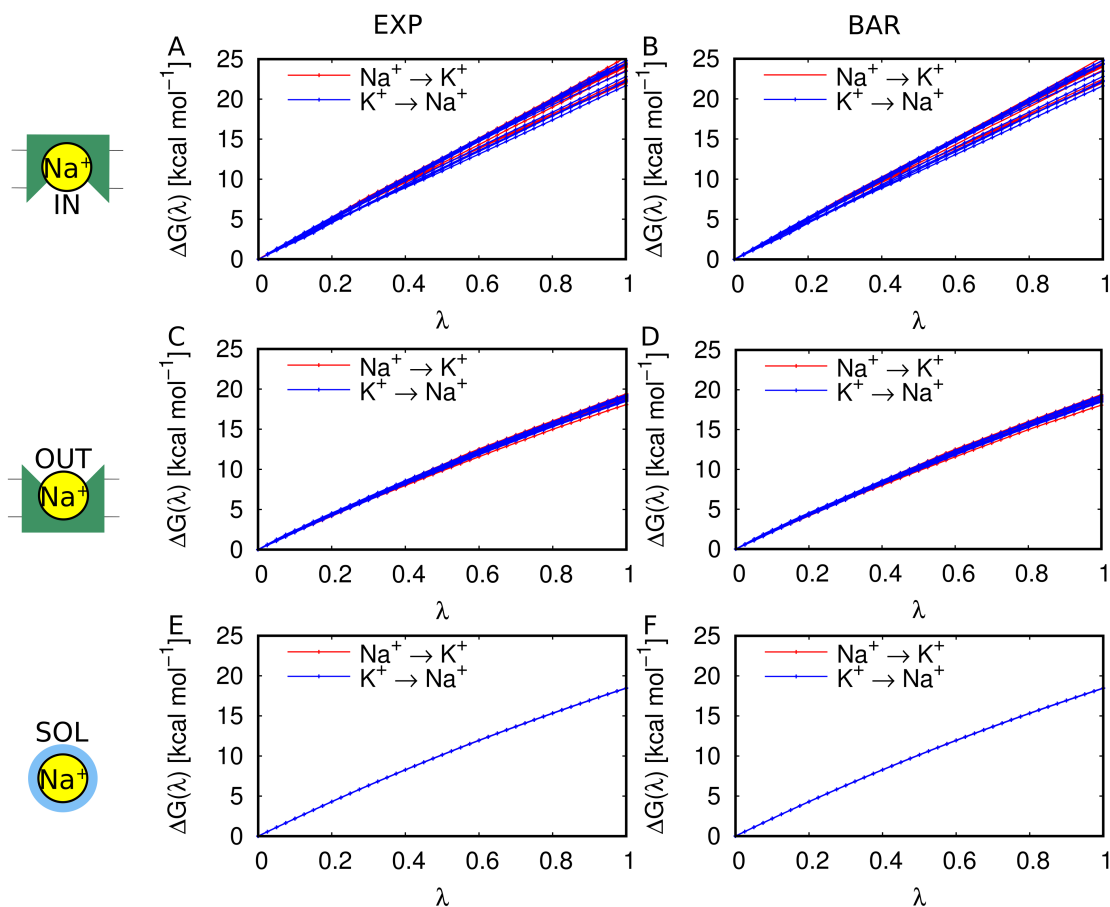 EXP
BAR
A
ΔG(λ) [kcal mol⁻¹]
25
20
15
10
5
0
Na⁺ → K⁺
K⁺ → Na⁺
0 0.2 0.4 0.6 0.8 1
λ
B
ΔG(λ) [kcal mol⁻¹]
25
20
15
10
5
0
Na⁺ → K⁺
K⁺ → Na⁺
0 0.2 0.4 0.6 0.8 1
λ
Na⁺
IN
C
ΔG(λ) [kcal mol⁻¹]
25
20
15
10
5
0
Na⁺ → K⁺
K⁺ → Na⁺
0 0.2 0.4 0.6 0.8 1
λ
D
ΔG(λ) [kcal mol⁻¹]
25
20
15
10
5
0
Na⁺ → K⁺
K⁺ → Na⁺
0 0.2 0.4 0.6 0.8 1
λ
OUT
Na⁺
E
ΔG(λ) [kcal mol⁻¹]
25
20
15
10
5
0
Na⁺ → K⁺
K⁺ → Na⁺
0 0.2 0.4 0.6 0.8 1
λ
F
ΔG(λ) [kcal mol⁻¹]
25
20
15
10
5
0
Na⁺ → K⁺
K⁺ → Na⁺
0 0.2 0.4 0.6 0.8 1
λ
SOL
Na⁺